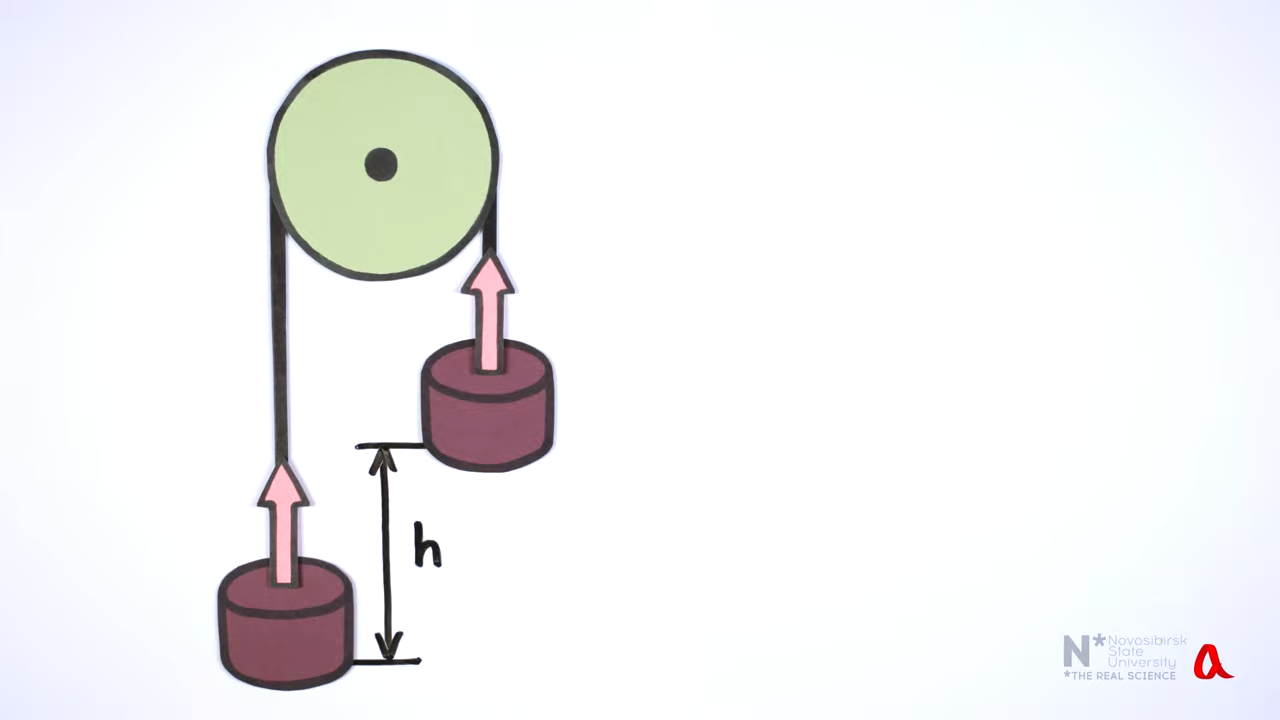 h
N*
Novosibirsk
State
University
*THE REAL SCIENCE
a